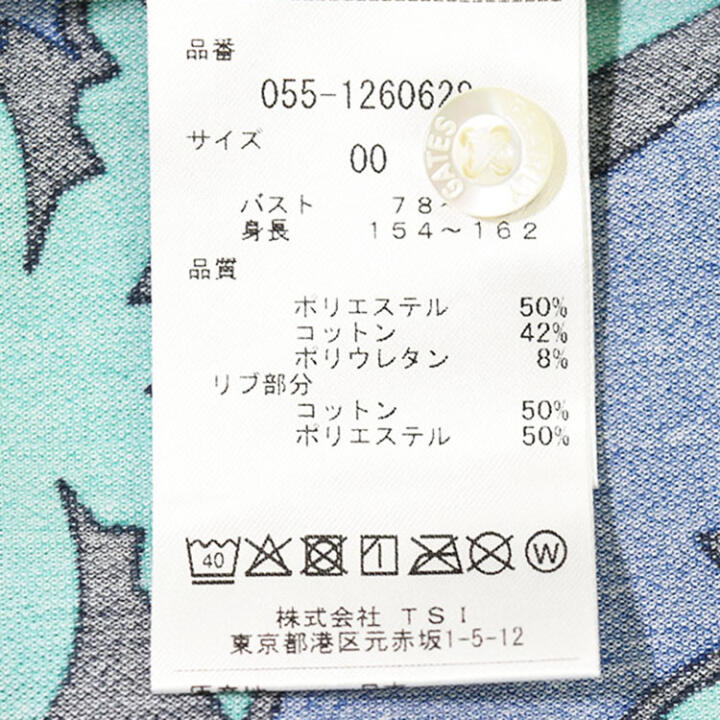 品番
055-1260628
サイズ
00
バスト 78~
身長 154~162
品質
ポリエステル 50%
コットン 42%
ポリウレタン 8%
リブ部分
コットン 50%
ポリエステル 50%
40
W
株式会社 TSI
東京都港区元赤坂1-5-12
GATES